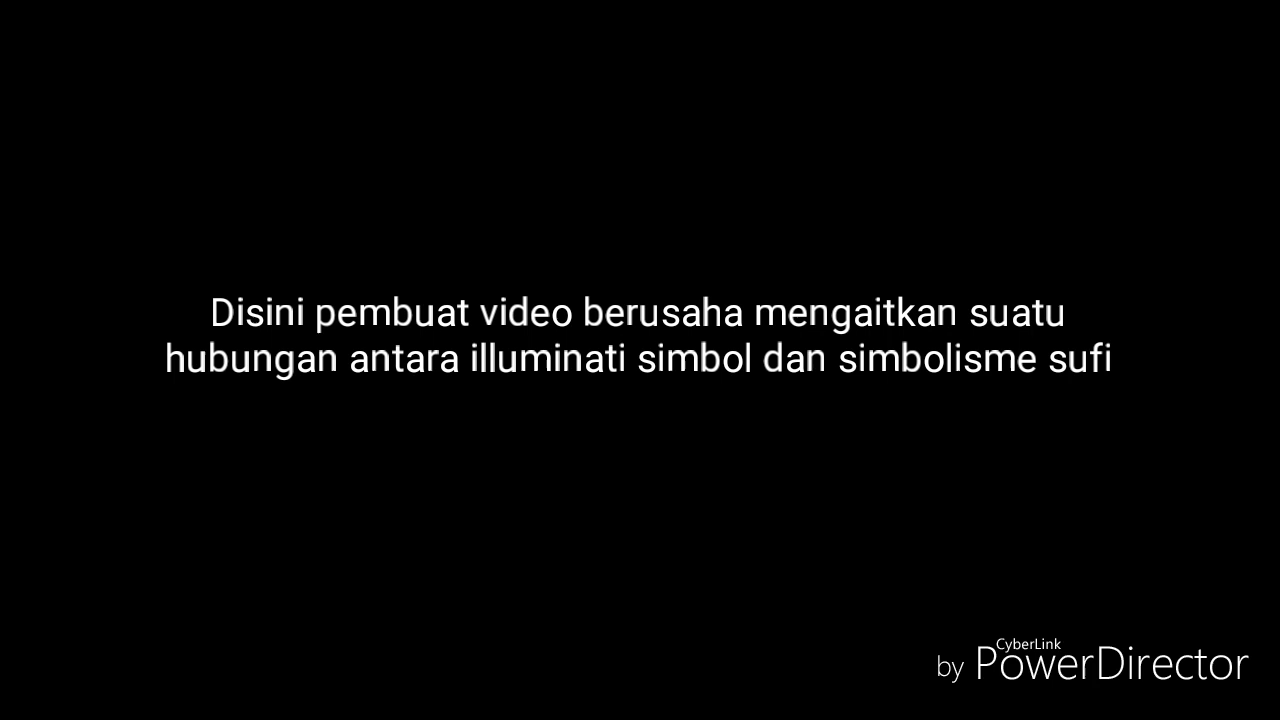 Disini pembuat video berusaha mengaitkan suatu
hubungan antara illuminati simbol dan simbolisme sufi
CyberLink
by PowerDirector